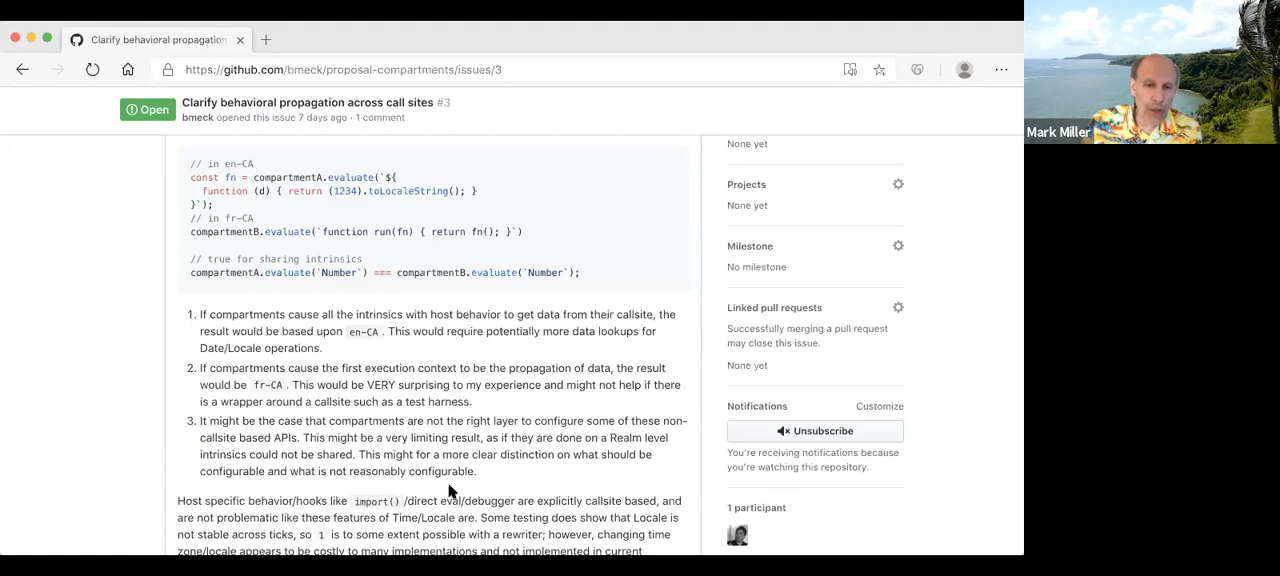 Clarify behavioral propagation
https://github.com/bmeck/proposal-compartments/issues/3
Open
Clarify behavioral propagation across call sites #3
bmeck opened this issue 7 days ago · 1 comment
Mark Miller
// in en-CA
const fn = compartmentA.evaluate(`${
function (d) { return (1234).toLocaleString(); }
}`);
// in fr-CA
compartmentB.evaluate(`function run(fn) { return fn(); }`)
// true for sharing intrinsics
compartmentA.evaluate(`Number`) === compartmentB.evaluate(`Number`);
1. If compartments cause all the intrinsics with host behavior to get data from their callsite, the
result would be based upon en-CA . This would require potentially more data lookups for
Date/Locale operations.
2. If compartments cause the first execution context to be the propagation of data, the result
would be fr-CA . This would be VERY surprising to my experience and might not help if there
is a wrapper around a callsite such as a test harness.
3. It might be the case that compartments are not the right layer to configure some of these non-
callsite based APIs. This might be a very limiting result, as if they are done on a Realm level
intrinsics could not be shared. This might for a more clear distinction on what should be
configurable and what is not reasonably configurable.
Host specific behavior/hooks like import() /direct eval/debugger are explicitly callsite based, and
are not problematic like these features of Time/Locale are. Some testing does show that Locale is
not stable across ticks, so 1 is to some extent possible with a rewriter; however, changing time
zone/locale appears to be costly to many implementations and not implemented in current
None yet
Projects
None yet
Milestone
No milestone
Linked pull requests
Successfully merging a pull request
may close this issue.
None yet
Notifications
Customize
Unsubscribe
You're receiving notifications because
you're watching this repository.
1 participant